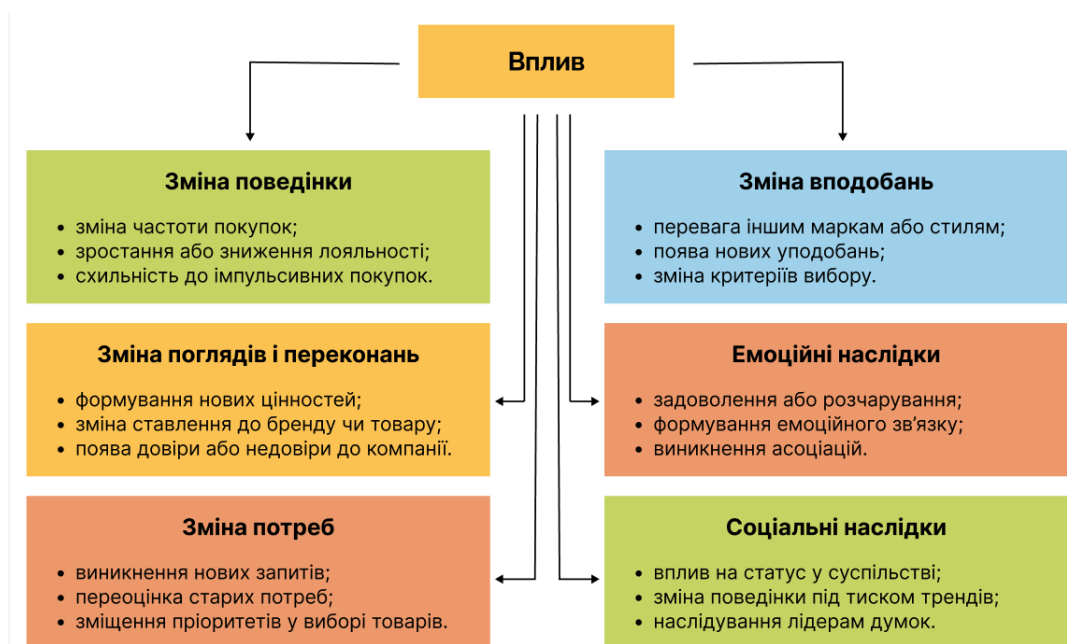 Вплив
Зміна поведінки
• зміна частоти покупок;
• зростання або зниження лояльності;
• схильність до імпульсивних покупок.
Зміна вподобань
• перевага іншим маркам або стилям;
• поява нових уподобань;
• зміна критеріїв вибору.
Зміна поглядів і переконань
• формування нових цінностей;
• зміна ставлення до бренду чи товару;
• поява довіри або недовіри до компанії.
Емоційні наслідки
• задоволення або розчарування;
• формування емоційного зв’язку;
• виникнення асоціацій.
Зміна потреб
• виникнення нових запитів;
• переоцінка старих потреб;
• зміщення пріоритетів у виборі товарів.
Соціальні наслідки
• вплив на статус у суспільстві;
• зміна поведінки під тиском трендів;
• наслідування лідерам думок.